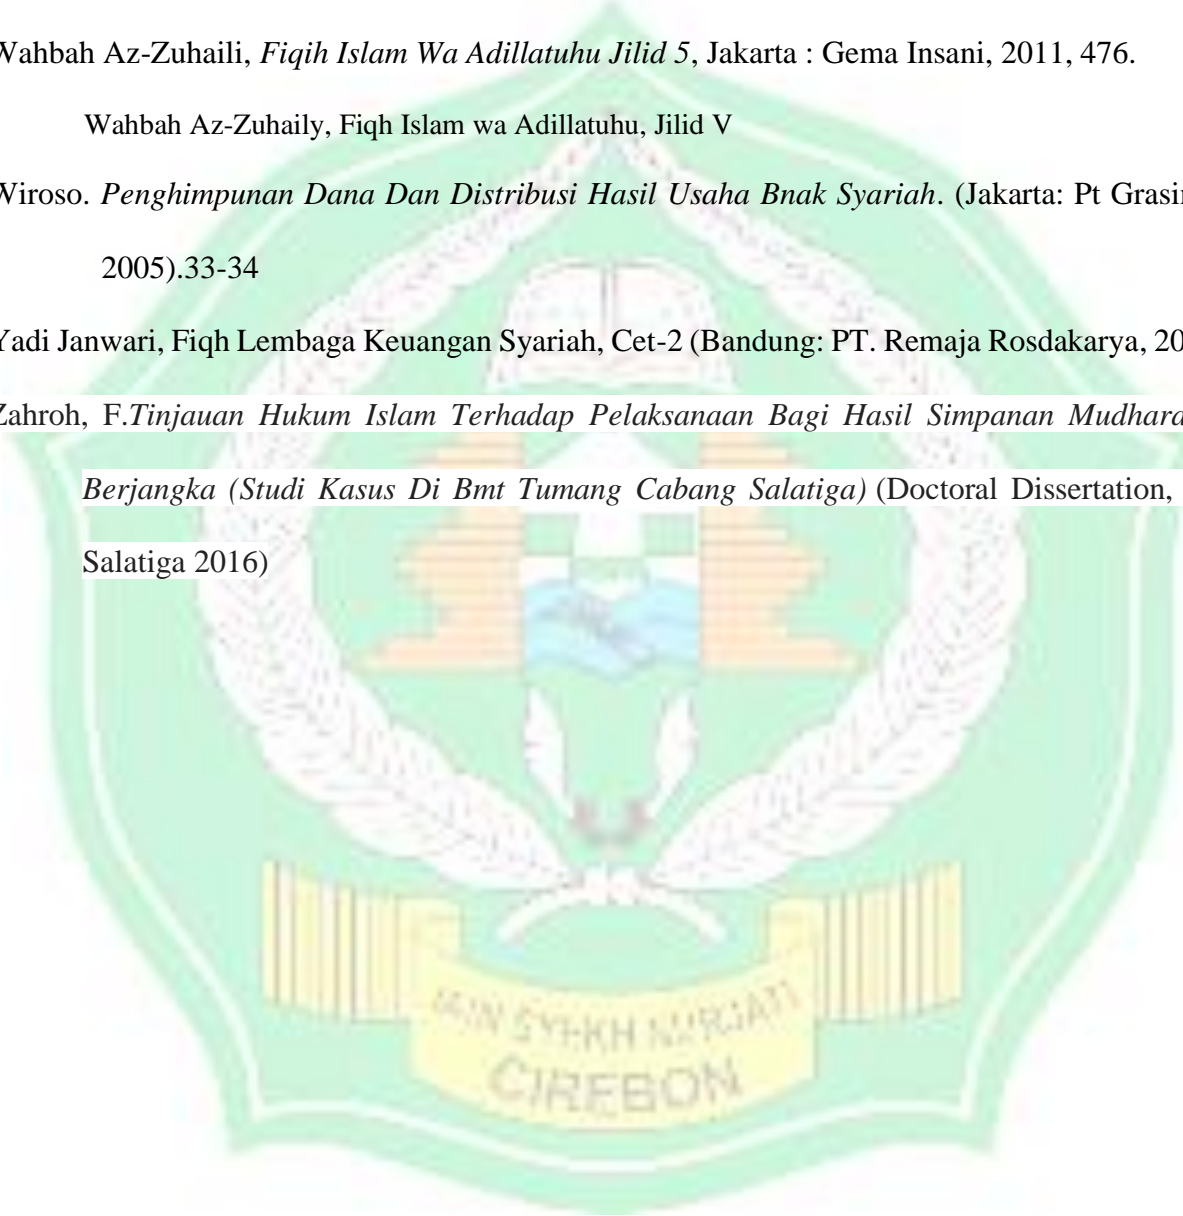 Wahbah Az-Zuhaili, Fiqih Islam Wa Adillatuhu Jilid 5, Jakarta : Gema Insani, 2011, 476.
Wahbah Az-Zuhaily, Fiqh Islam wa Adillatuhu, Jilid V
Wiroso. Penghimpunan Dana Dan Distribusi Hasil Usaha Bnak Syariah. (Jakarta: Pt Grasin
2005).33-34
Yadi Janwari, Fiqh Lembaga Keuangan Syariah, Cet-2 (Bandung: PT. Remaja Rosdakarya, 20
Zahroh, F.Tinjauan Hukum Islam Terhadap Pelaksanaan Bagi Hasil Simpanan Mudhara
Berjangka (Studi Kasus Di Bmt Tumang Cabang Salatiga) (Doctoral Dissertation,
Salatiga 2016)
IAIN SYEKH NURJATI
CIREBON